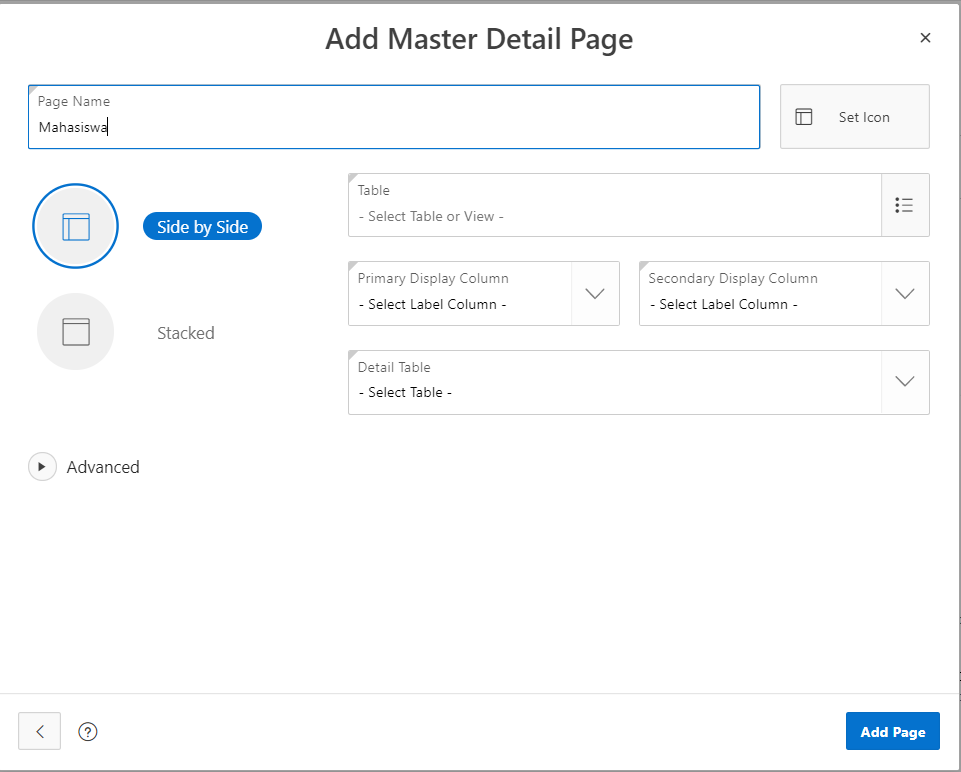 Add Master Detail Page
Page Name
Mahasiswa
Set Icon
Side by Side
Stacked
Table
- Select Table or View -
Primary Display Column
- Select Label Column -
Secondary Display Column
- Select Label Column -
Detail Table
- Select Table -
Advanced
?
Add Page